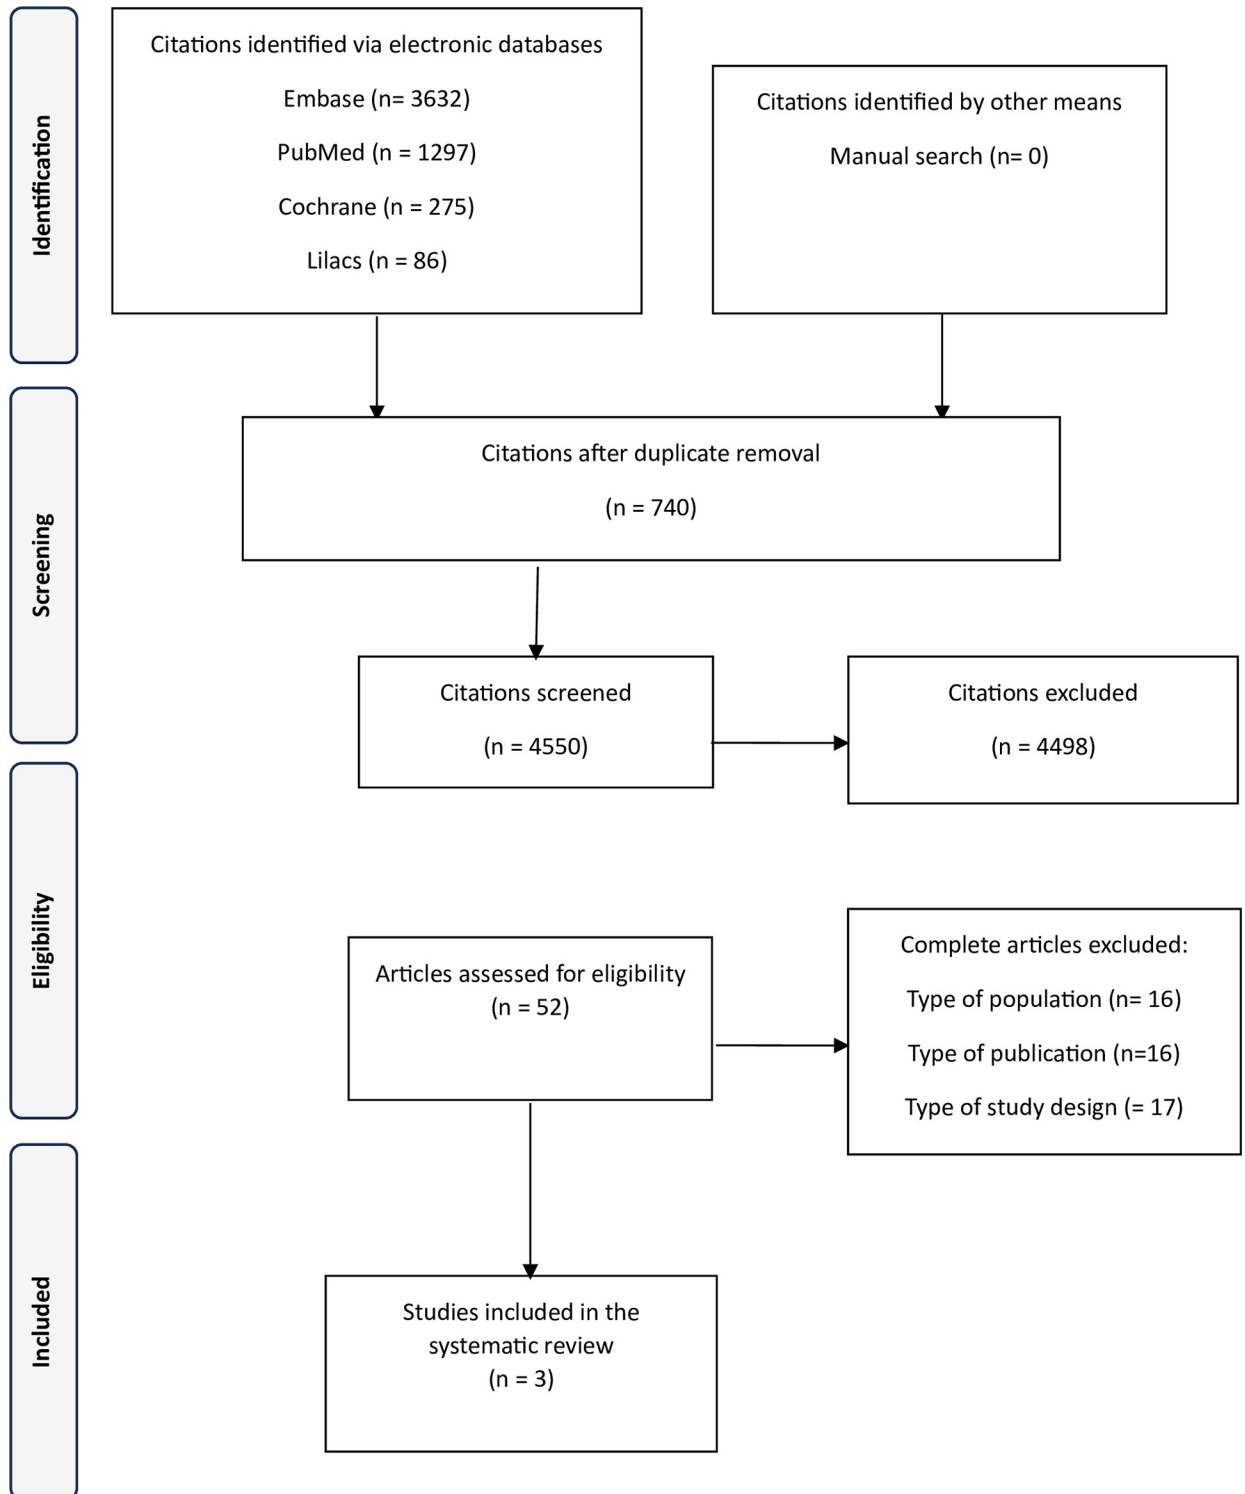 Identification
Citations identified via electronic databases
Embase (n= 3632)
PubMed (n = 1297)
Cochrane (n = 275)
Lilacs (n = 86)
Citations identified by other means
Manual search (n= 0)
Screening
Citations after duplicate removal
(n = 740)
Citations screened
(n = 4550)
Citations excluded
(n = 4498)
Eligibility
Articles assessed for eligibility
(n = 52)
Complete articles excluded:
Type of population (n= 16)
Type of publication (n=16)
Type of study design (= 17)
Included
Studies included in the
systematic review
(n = 3)